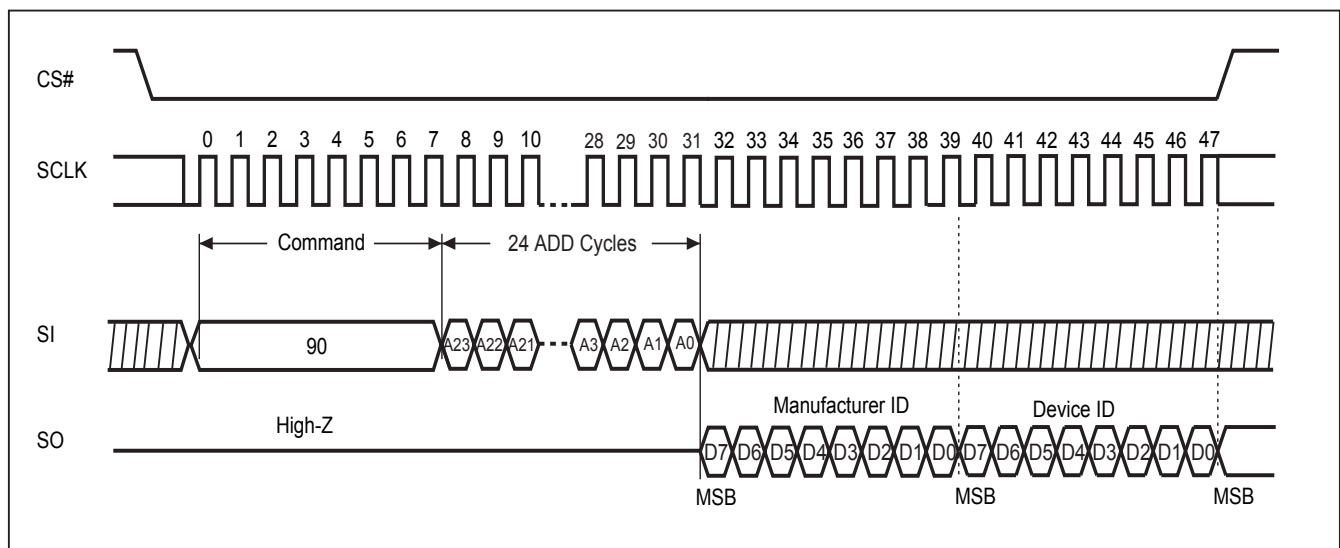 CS#
0 1 2 3 4 5 6 7 8 9 10 28 29 30 31 32 33 34 35 36 37 38 39 40 41 42 43 44 45 46 47
SCLK
Command 24 ADD Cycles
SI
90 A23 A22 A21 A3 A2 A1 A0
Manufacturer ID Device ID
High-Z
SO
D7 D6 D5 D4 D3 D2 D1 D0 D7 D6 D5 D4 D3 D2 D1 D0
MSB MSB MSB